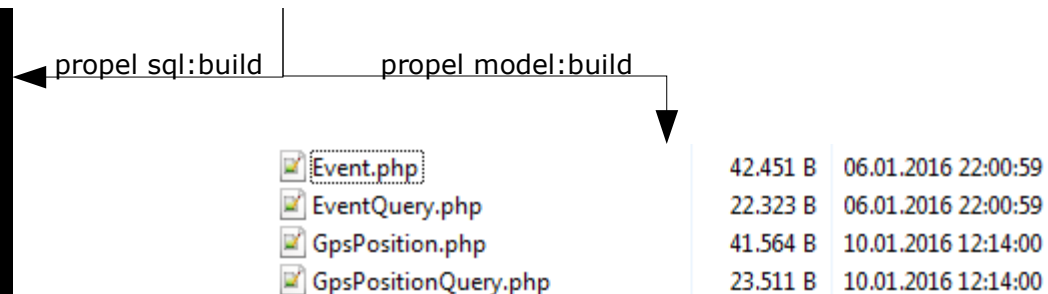 propel sql:build propel model:build
Event.php 42.451 B 06.01.2016 22:00:59
EventQuery.php 22.323 B 06.01.2016 22:00:59
GpsPosition.php 41.564 B 10.01.2016 12:14:00
GpsPositionQuery.php 23.511 B 10.01.2016 12:14:00